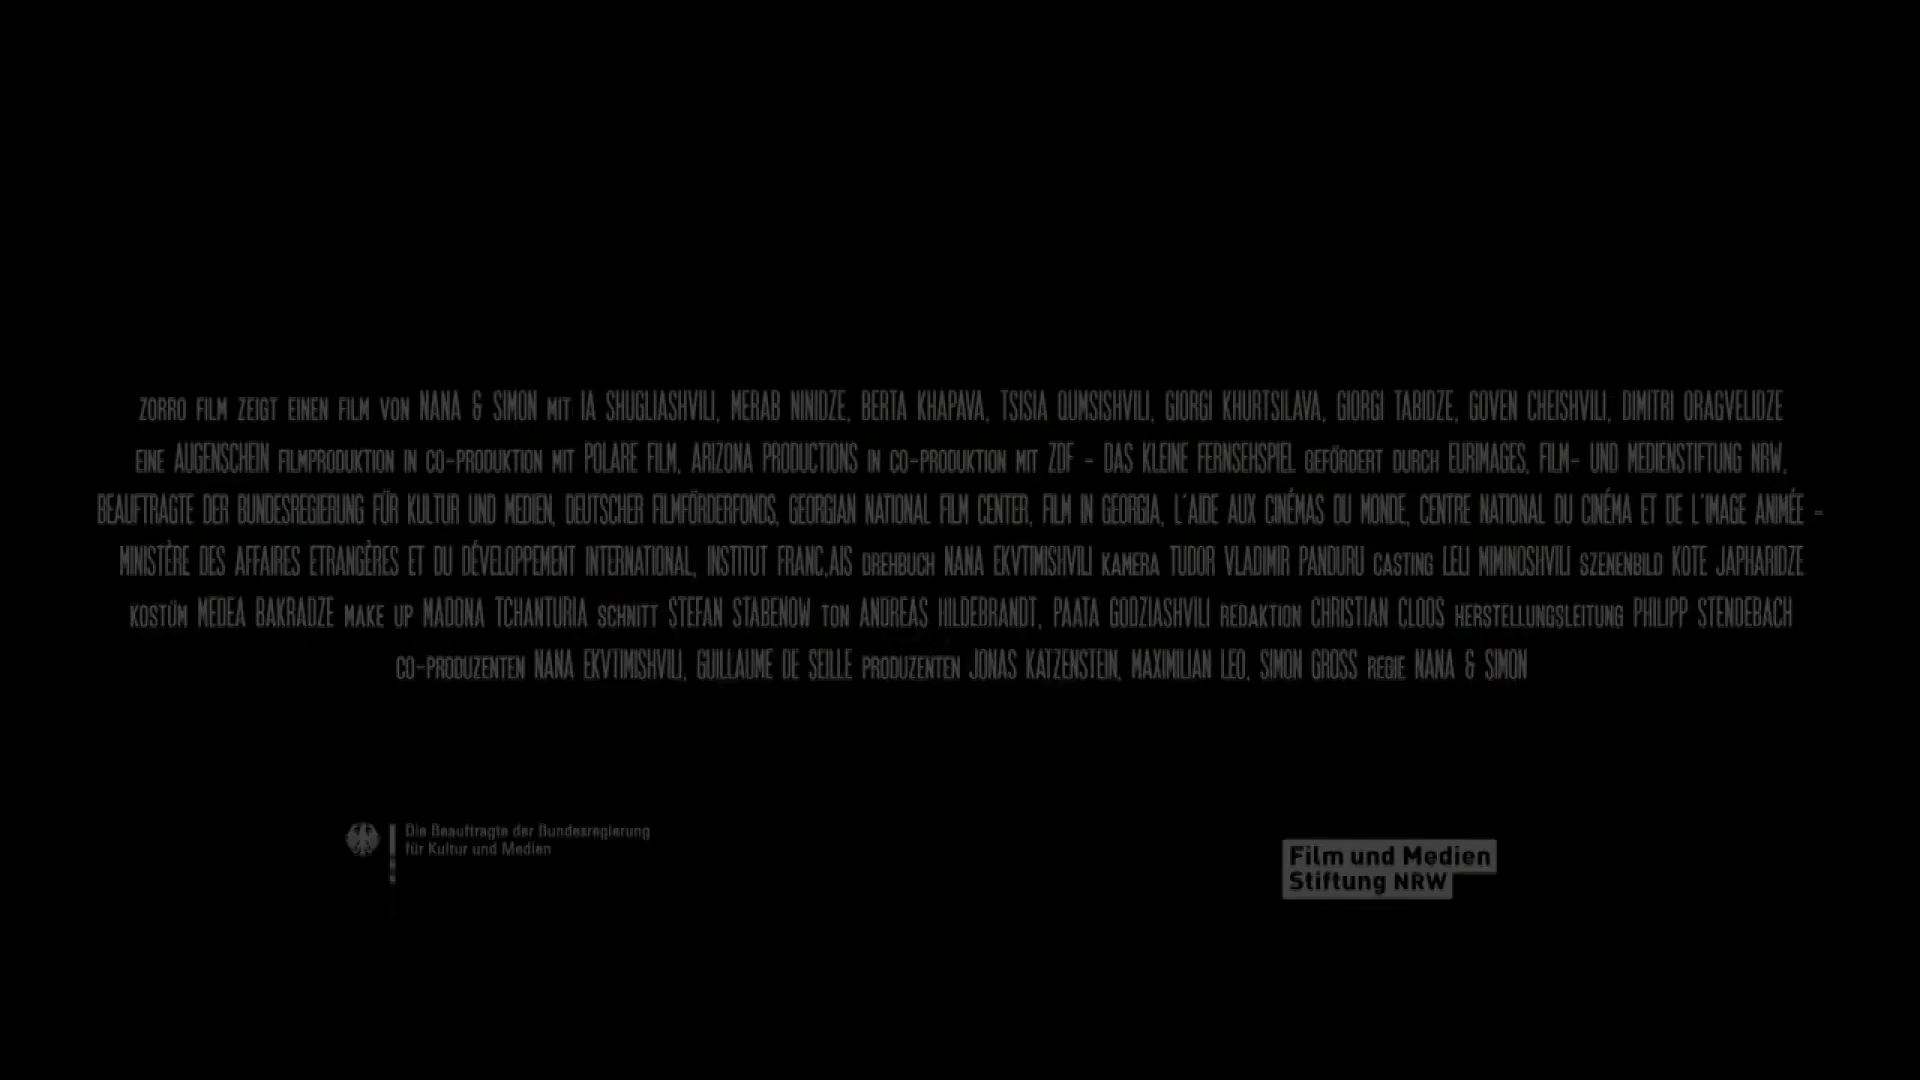 ZORRO FILM ZEIGT EINEN FILM VON NANA & SIMON MIT IA SHUGLIASHVILI, MERAB NINIDZE, BERTA KHAPAVA, TSISIA QUMSISHVILI, GIORGI KHURTSILAVA, GIORGI TABIDZE, GOVEN CHEISHVILI, DIMITRI ORAGVELIDZE
EINE AUGENSCHEIN FILMPRODUKTION IN CO-PRODUKTION MIT POLARE FILM, ARIZONA PRODUCTIONS IN CO-PRODUKTION MIT ZDF - DAS KLEINE FERNSEHSPIEL GEFÖRDERT DURCH EURIMAGES, FILM- UND MEDIENSTIFTUNG NRW,
BEAUFTRAGTE DER BUNDESREGIERUNG FÜR KULTUR UND MEDIEN, DEUTSCHER FILMFÖRDERFONDS, GEORGIAN NATIONAL FILM CENTER, FILM IN GEORGIA, L'AIDE AUX CINÉMAS DU MONDE, CENTRE NATIONAL DU CINÉMA ET DE L'IMAGE ANIMÉE -
MINISTÈRE DES AFFAIRES ETRANGÈRES ET DU DÉVELOPPEMENT INTERNATIONAL, INSTITUT FRANC,AIS DREHBUCH NANA EKVTIMISHVILI KAMERA TUDOR VLADIMIR PANDURU CASTING LELI MIMINOSHVILI SZENENBILD KOTE JAPHARIDZE
KOSTÜM MEDEA BAKRADZE MAKE UP MADONA TCHANTURIA SCHNITT STEFAN STABENOW TON ANDREAS HILDEBRANDT, PAATA GODZIASHVILI REDAKTION CHRISTIAN CLOOS HERSTELLUNGSLEITUNG PHILIPP STENDEBACH
CO-PRODUZENTEN NANA EKVTIMISHVILI, GUILLAUME DE SEILLE PRODUZENTEN JONAS KATZENSTEIN, MAXIMILIAN LEO, SIMON GROSS REGIE NANA & SIMON
Die Beauftragte der Bundesregierung
für Kultur und Medien
Film und Medien
Stiftung NRW